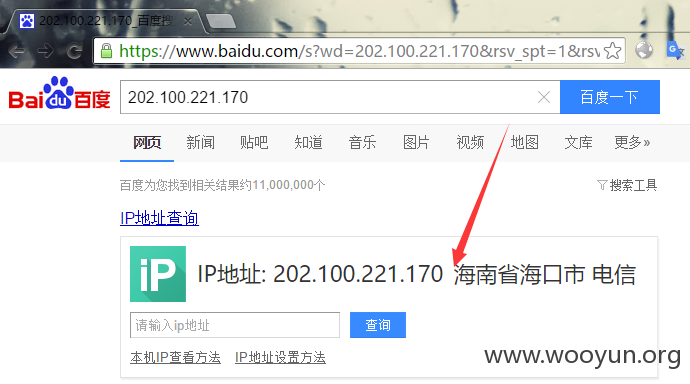 202.100.221.170_百度搜
https://www.baidu.com/s?wd=202.100.221.170&rsv_spt=1&rsv
Bai du 百度
202.100.221.170
百度一下
网页 新闻 贴吧 知道 音乐 图片 视频 地图 文库 更多»
百度为您找到相关结果约11,000,000个
搜索工具
IP地址查询
iP
IP地址: 202.100.221.170 海南省海口市 电信
请输入ip地址
查询
本机IP查看方法 IP地址设置方法
www.wooyun.org